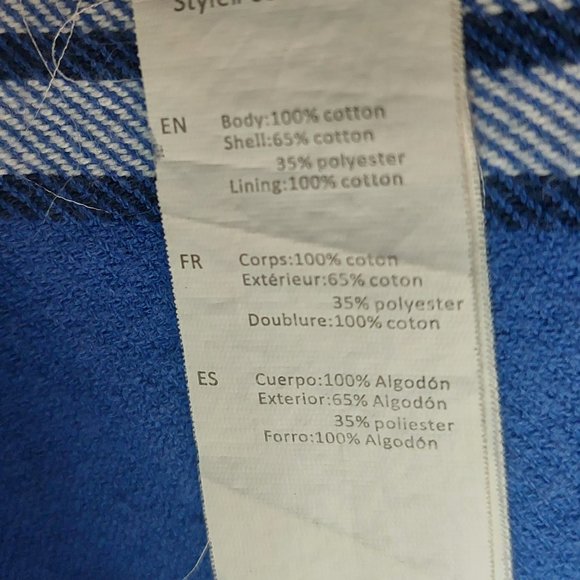 EN Body:100% cotton
Shell:65% cotton
35% polyester
Lining:100% cotton
FR Corps:100% coton
Extérieur:65% coton
35% polyester
Doublure:100% coton
ES Cuerpo:100% Algodón
Exterior:65% Algodón
35% poliester
Forro:100% Algodón